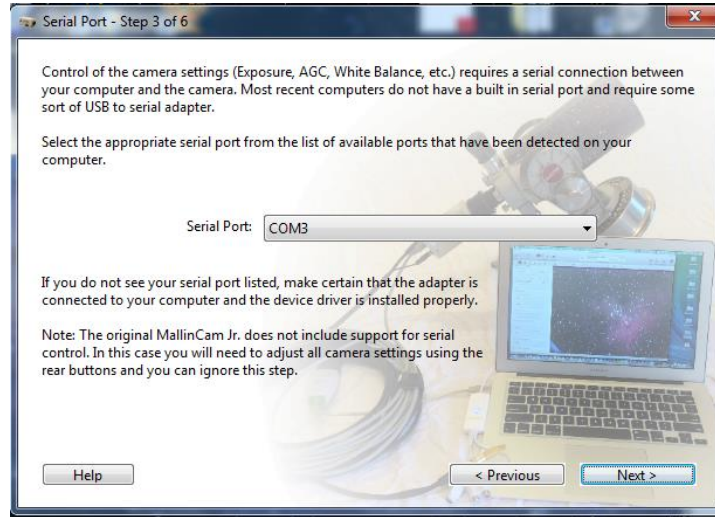 Serial Port - Step 3 of 6
Control of the camera settings (Exposure, AGC, White Balance, etc.) requires a serial connection between
your computer and the camera. Most recent computers do not have a built in serial port and require some
sort of USB to serial adapter.
Select the appropriate serial port from the list of available ports that have been detected on your
computer.
Serial Port: COM3
If you do not see your serial port listed, make certain that the adapter is
connected to your computer and the device driver is installed properly.
Note: The original MallinCam Jr. does not include support for serial
control. In this case you will need to adjust all camera settings using the
rear buttons and you can ignore this step.
Help < Previous Next >